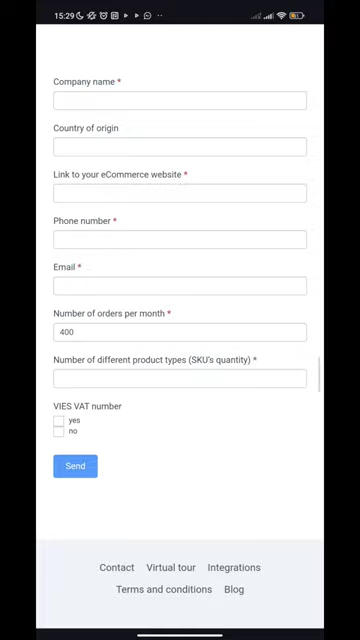 15:29
Company name *
Country of origin
Link to your eCommerce website *
Phone number *
Email *
Number of orders per month *
400
Number of different product types (SKU's quantity) *
VIES VAT number
yes
no
Send
Contact Virtual tour Integrations
Terms and conditions Blog